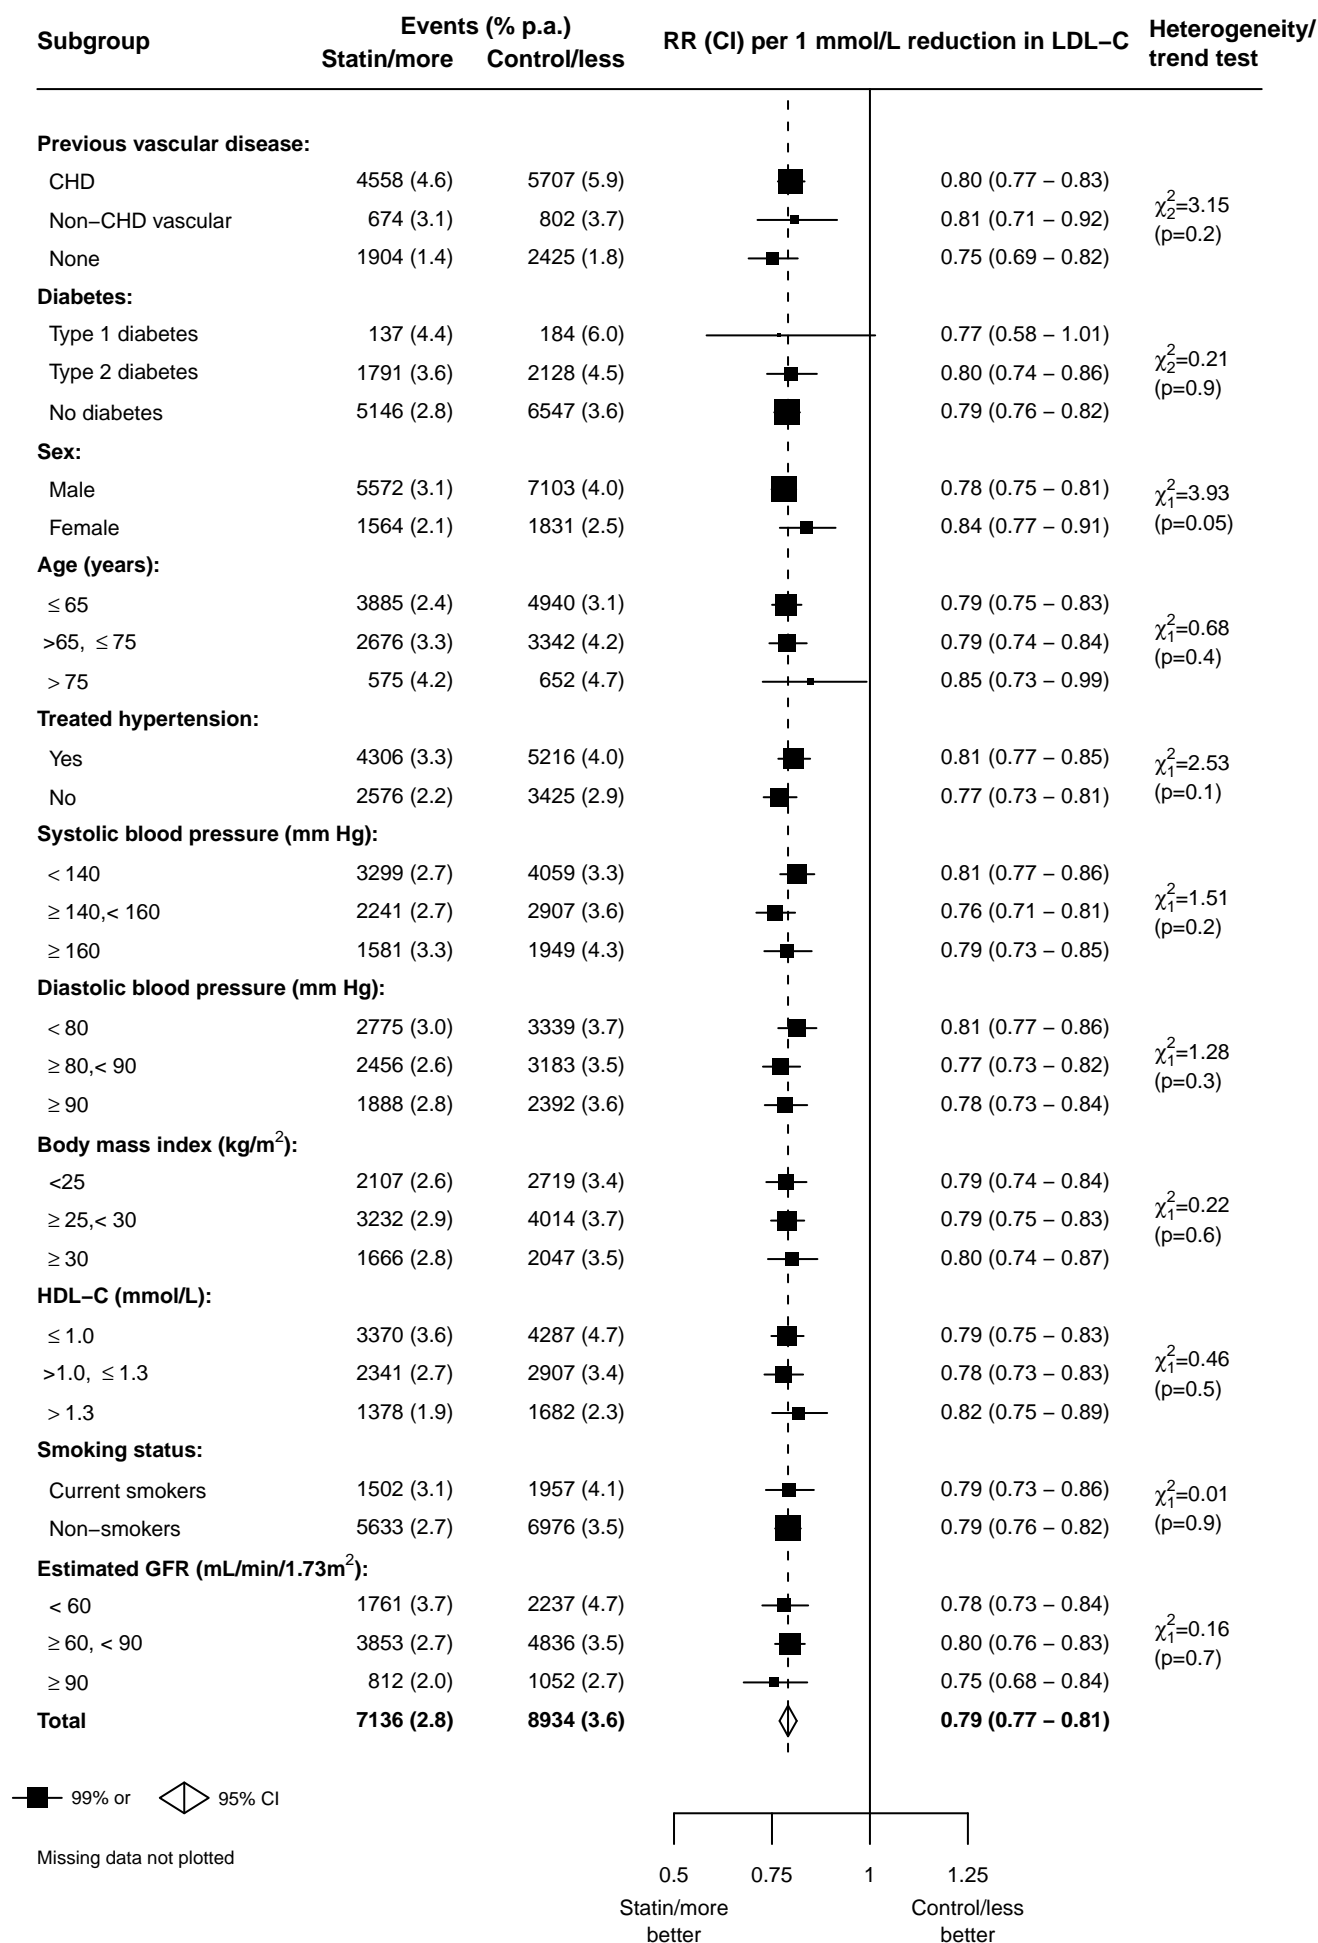 Subgroup Events (% p.a.) RR (CI) per 1 mmol/L reduction in LDL−C Heterogeneity/
Statin/more Control/less trend test
Previous vascular disease:
CHD 4558 (4.6) 5707 (5.9) 0.80 (0.77 − 0.83)
Non−CHD vascular 674 (3.1) 802 (3.7) 0.81 (0.71 − 0.92) χ²₂=3.15
(p=0.2)
None 1904 (1.4) 2425 (1.8) 0.75 (0.69 − 0.82)
Diabetes:
Type 1 diabetes 137 (4.4) 184 (6.0) 0.77 (0.58 − 1.01)
Type 2 diabetes 1791 (3.6) 2128 (4.5) 0.80 (0.74 − 0.86) χ²₂=0.21
(p=0.9)
No diabetes 5146 (2.8) 6547 (3.6) 0.79 (0.76 − 0.82)
Sex:
Male 5572 (3.1) 7103 (4.0) 0.78 (0.75 − 0.81) χ²₁=3.93
Female 1564 (2.1) 1831 (2.5) 0.84 (0.77 − 0.91) (p=0.05)
Age (years):
≤ 65 3885 (2.4) 4940 (3.1) 0.79 (0.75 − 0.83)
>65, ≤ 75 2676 (3.3) 3342 (4.2) 0.79 (0.74 − 0.84) χ²₁=0.68
(p=0.4)
> 75 575 (4.2) 652 (4.7) 0.85 (0.73 − 0.99)
Treated hypertension:
Yes 4306 (3.3) 5216 (4.0) 0.81 (0.77 − 0.85) χ²₁=2.53
No 2576 (2.2) 3425 (2.9) 0.77 (0.73 − 0.81) (p=0.1)
Systolic blood pressure (mm Hg):
< 140 3299 (2.7) 4059 (3.3) 0.81 (0.77 − 0.86)
≥ 140,< 160 2241 (2.7) 2907 (3.6) 0.76 (0.71 − 0.81) χ²₁=1.51
(p=0.2)
≥ 160 1581 (3.3) 1949 (4.3) 0.79 (0.73 − 0.85)
Diastolic blood pressure (mm Hg):
< 80 2775 (3.0) 3339 (3.7) 0.81 (0.77 − 0.86)
≥ 80,< 90 2456 (2.6) 3183 (3.5) 0.77 (0.73 − 0.82) χ²₁=1.28
(p=0.3)
≥ 90 1888 (2.8) 2392 (3.6) 0.78 (0.73 − 0.84)
Body mass index (kg/m²):
<25 2107 (2.6) 2719 (3.4) 0.79 (0.74 − 0.84)
≥ 25,< 30 3232 (2.9) 4014 (3.7) 0.79 (0.75 − 0.83) χ²₁=0.22
(p=0.6)
≥ 30 1666 (2.8) 2047 (3.5) 0.80 (0.74 − 0.87)
HDL−C (mmol/L):
≤ 1.0 3370 (3.6) 4287 (4.7) 0.79 (0.75 − 0.83)
>1.0, ≤ 1.3 2341 (2.7) 2907 (3.4) 0.78 (0.73 − 0.83) χ²₁=0.46
(p=0.5)
> 1.3 1378 (1.9) 1682 (2.3) 0.82 (0.75 − 0.89)
Smoking status:
Current smokers 1502 (3.1) 1957 (4.1) 0.79 (0.73 − 0.86) χ²₁=0.01
Non−smokers 5633 (2.7) 6976 (3.5) 0.79 (0.76 − 0.82) (p=0.9)
Estimated GFR (mL/min/1.73m²):
< 60 1761 (3.7) 2237 (4.7) 0.78 (0.73 − 0.84)
≥ 60, < 90 3853 (2.7) 4836 (3.5) 0.80 (0.76 − 0.83) χ²₁=0.16
(p=0.7)
≥ 90 812 (2.0) 1052 (2.7) 0.75 (0.68 − 0.84)
Total 7136 (2.8) 8934 (3.6) 0.79 (0.77 − 0.81)
99% or 95% CI
Missing data not plotted
0.5 0.75 1 1.25
Statin/more Control/less
better better